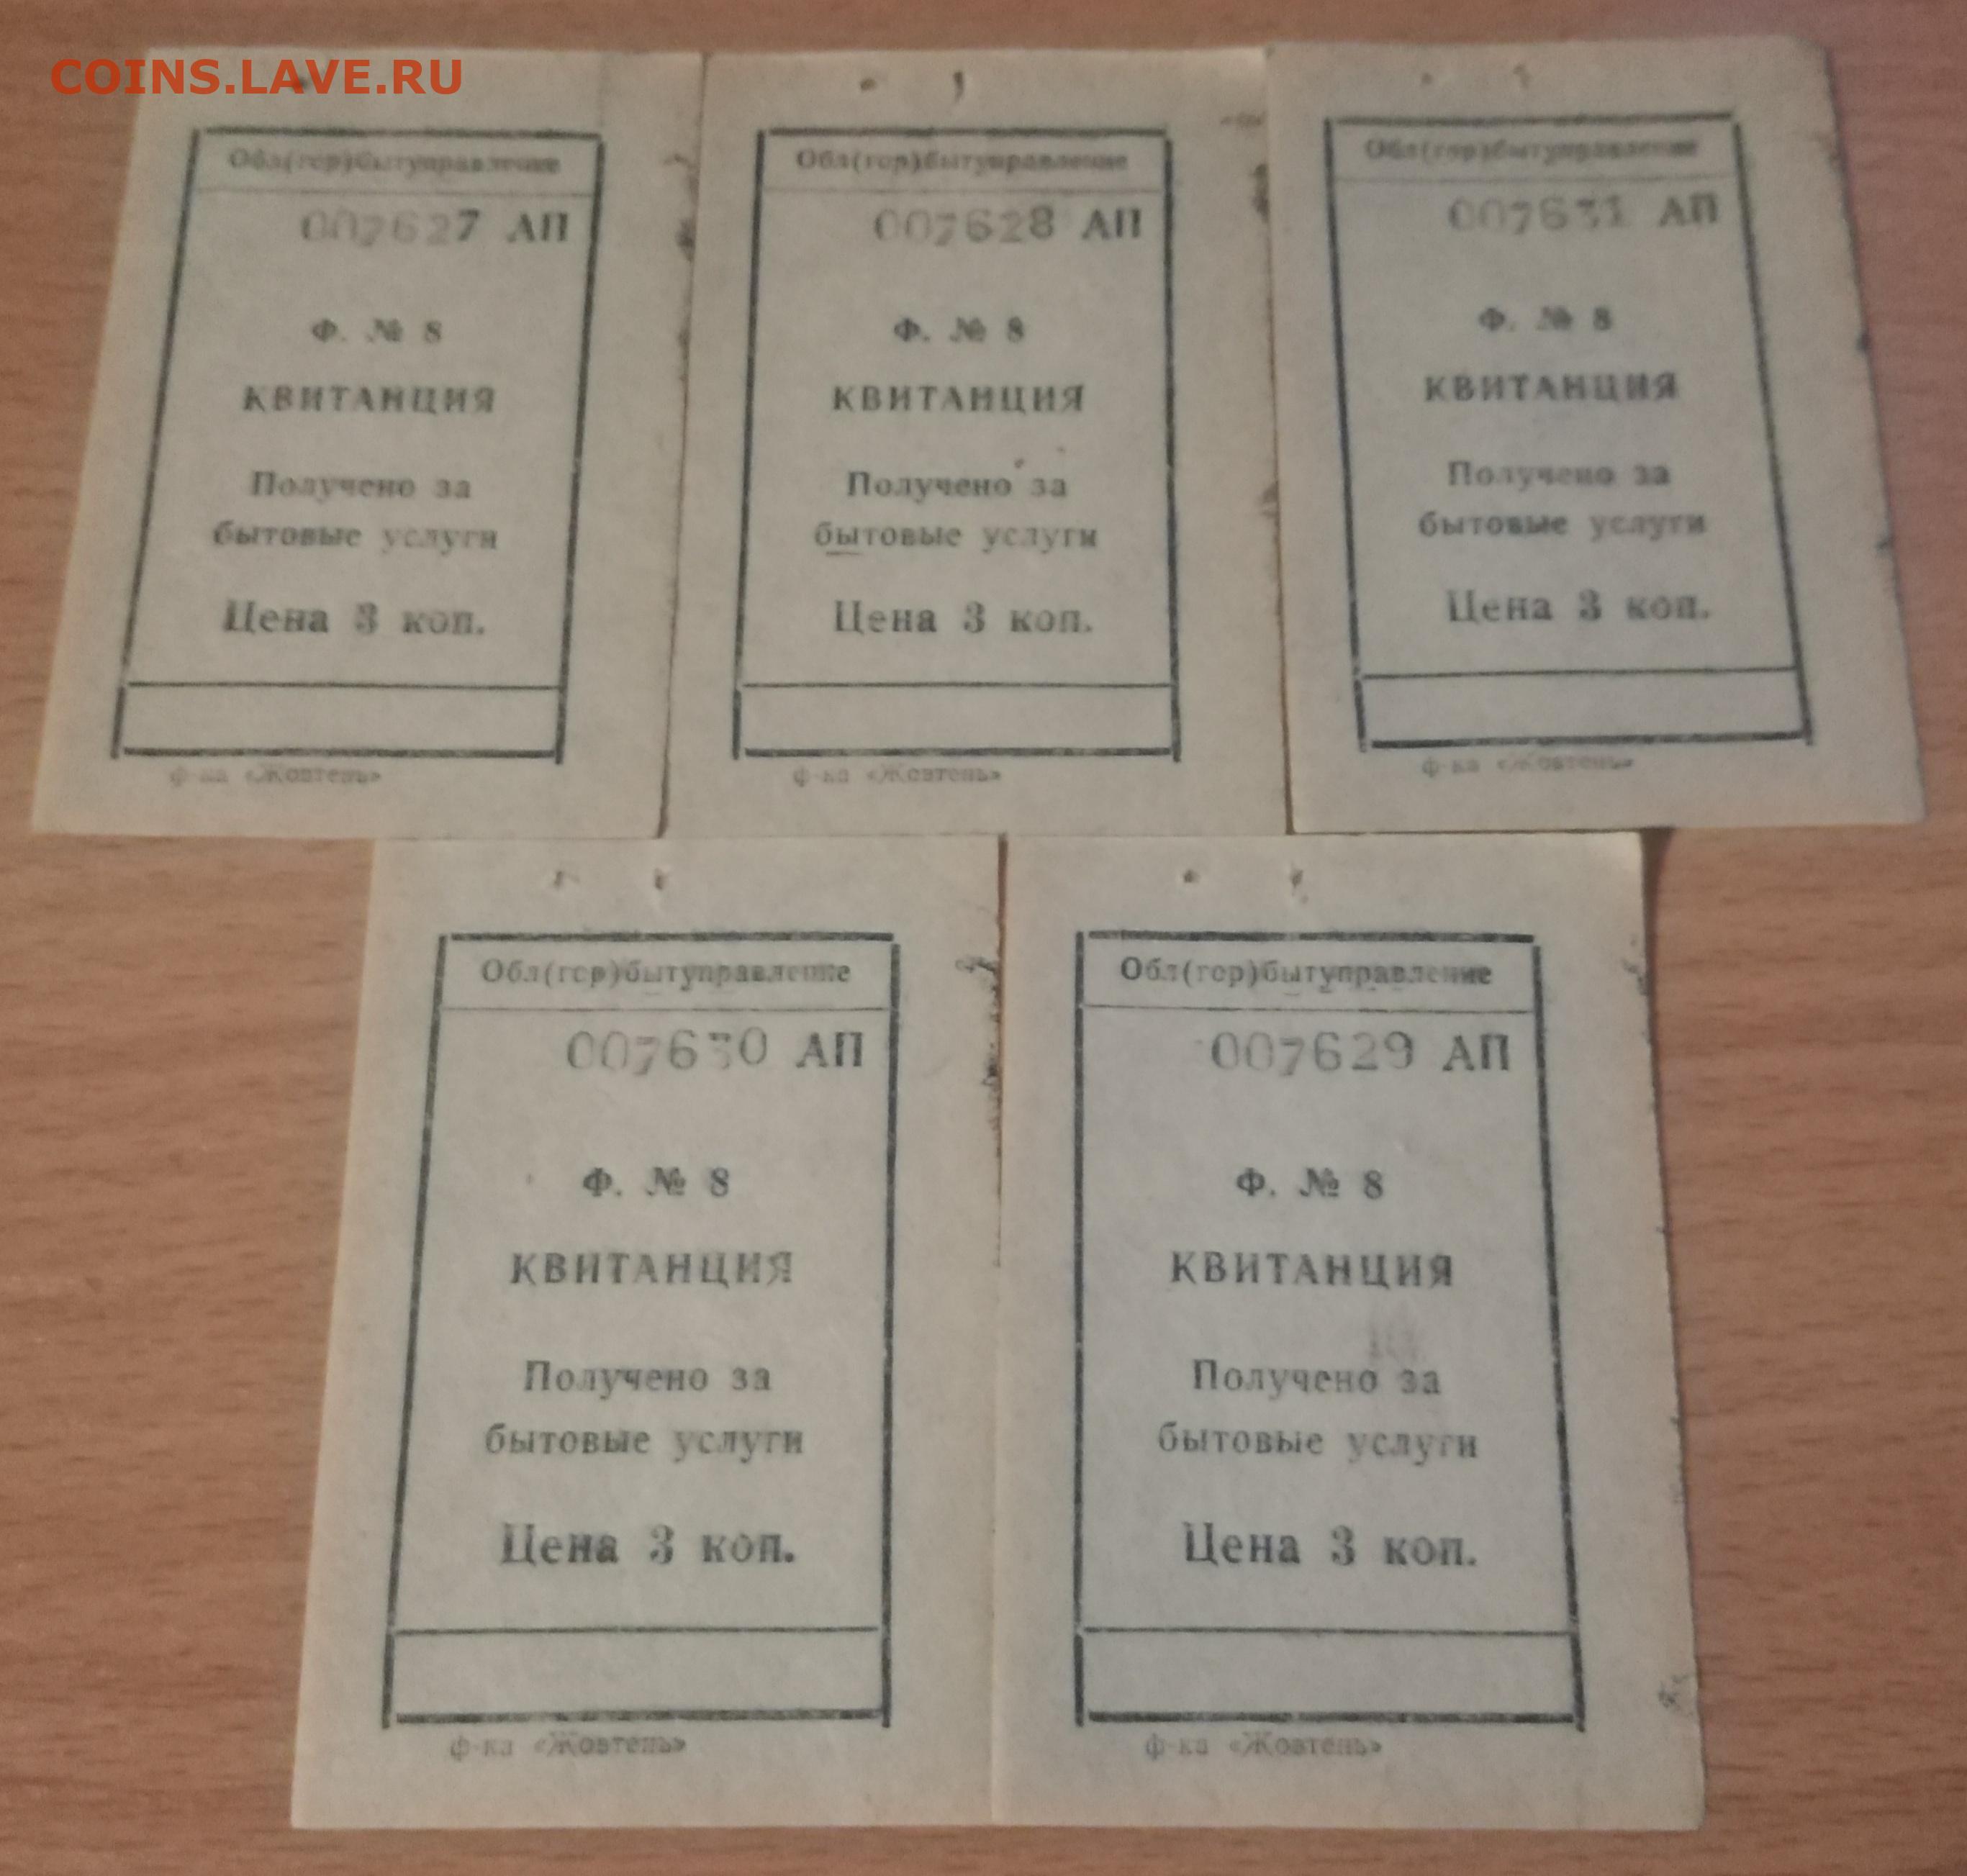 COINS.LAVE.RU
Обл(гор)бытуправление
007627 АП
Ф. № 8
КВИТАНЦИЯ
Получено за
бытовые услуги
Цена 3 коп.
ф-ка «Жовтень»
Обл(гор)бытуправление
007628 АП
Ф. № 8
КВИТАНЦИЯ
Получено за
бытовые услуги
Цена 3 коп.
ф-ка «Жовтень»
Обл(гор)бытуправление
007631 АП
Ф. № 8
КВИТАНЦИЯ
Получено за
бытовые услуги
Цена 3 коп.
ф-ка «Жовтень»
Обл(гор)бытуправление
007630 АП
Ф. № 8
КВИТАНЦИЯ
Получено за
бытовые услуги
Цена 3 коп.
ф-ка «Жовтень»
Обл(гор)бытуправление
007629 АП
Ф. № 8
КВИТАНЦИЯ
Получено за
бытовые услуги
Цена 3 коп.
ф-ка «Жовтень»